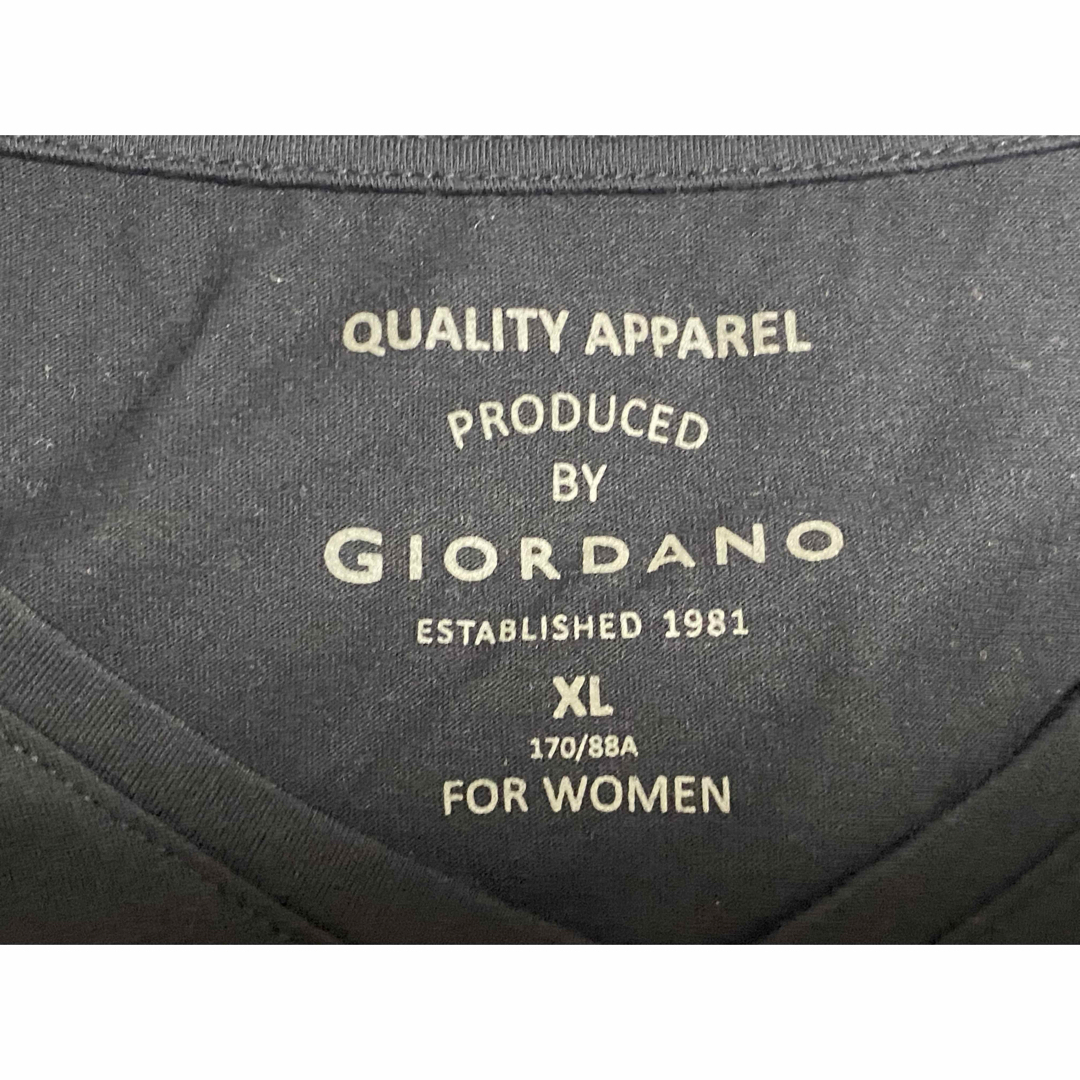 QUALITY APPAREL
PRODUCED
BY
GIORDANO
ESTABLISHED 1981
XL
170/88A
FOR WOMEN